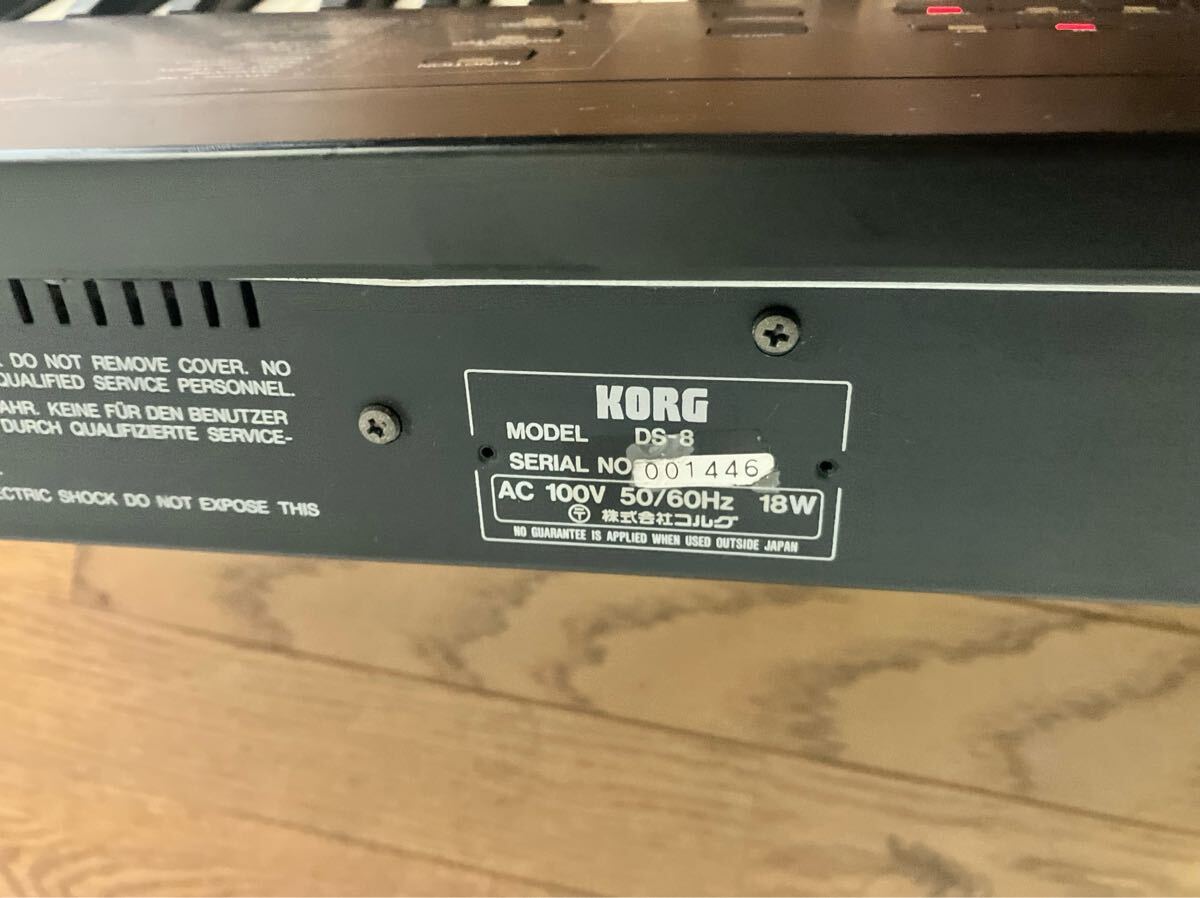 DO NOT REMOVE COVER. NO
QUALIFIED SERVICE PERSONNEL.
KEINE FÜR DEN BENUTZER
DURCH QUALIFIZIERTE SERVICE-
SHOCK DO NOT EXPOSE THIS
KORG
MODEL DS-8
SERIAL NO 001446
AC 100V 50/60Hz 18W
〒 株式会社コルグ
NO GUARANTEE IS APPLIED WHEN USED OUTSIDE JAPAN